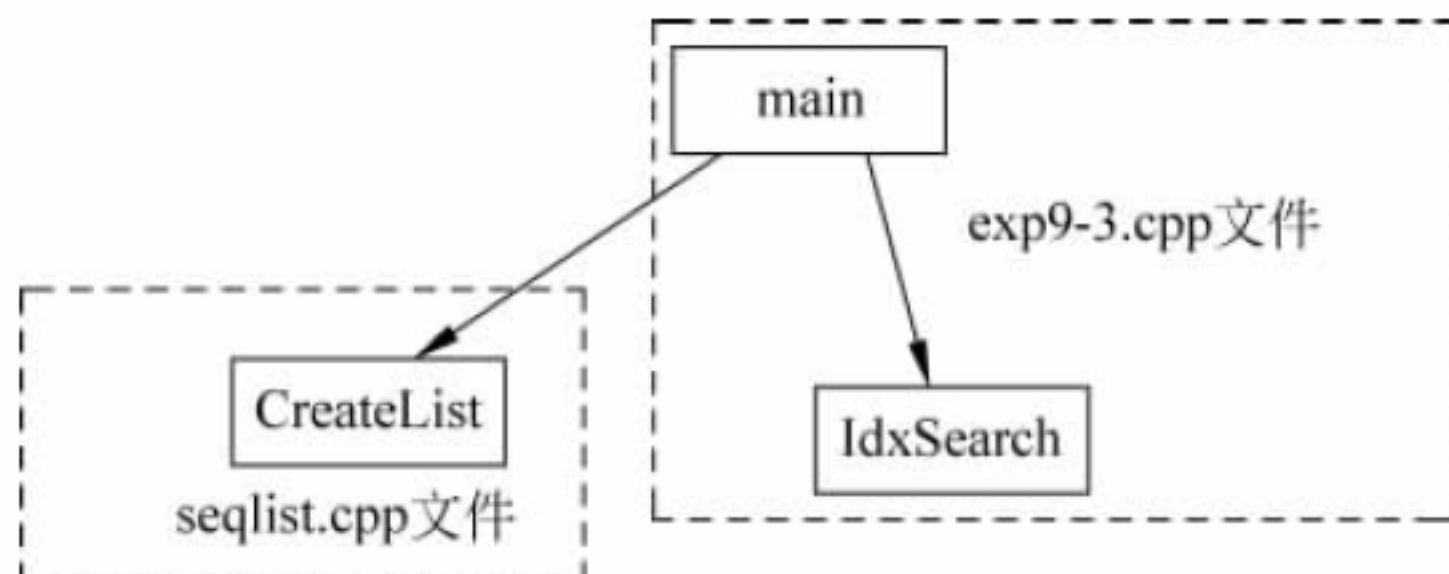 main
exp9-3.cpp文件
CreateList
IdxSearch
seqlist.cpp文件